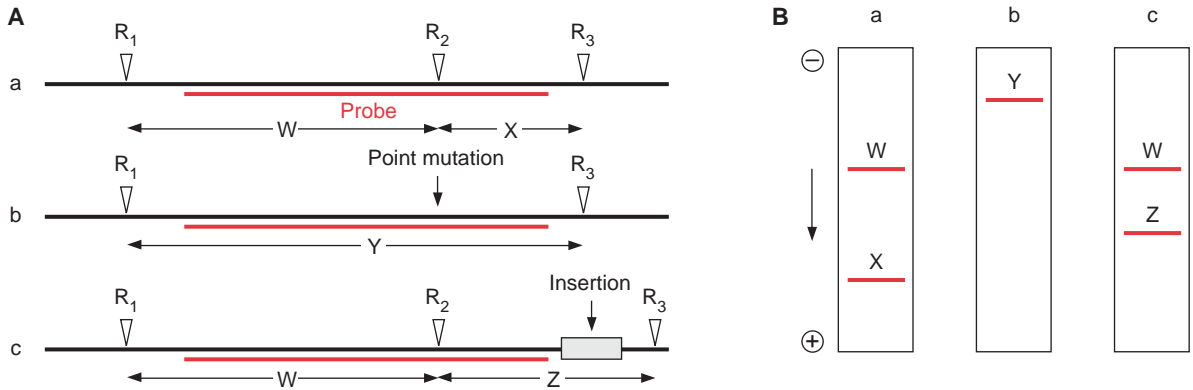 A
R1 R2 R3
a
Probe
W X
Point mutation
R1 R3
b
Y
Insertion
R1 R2 R3
c
W Z
B
a b c
−
Y
W W
Z
X
+